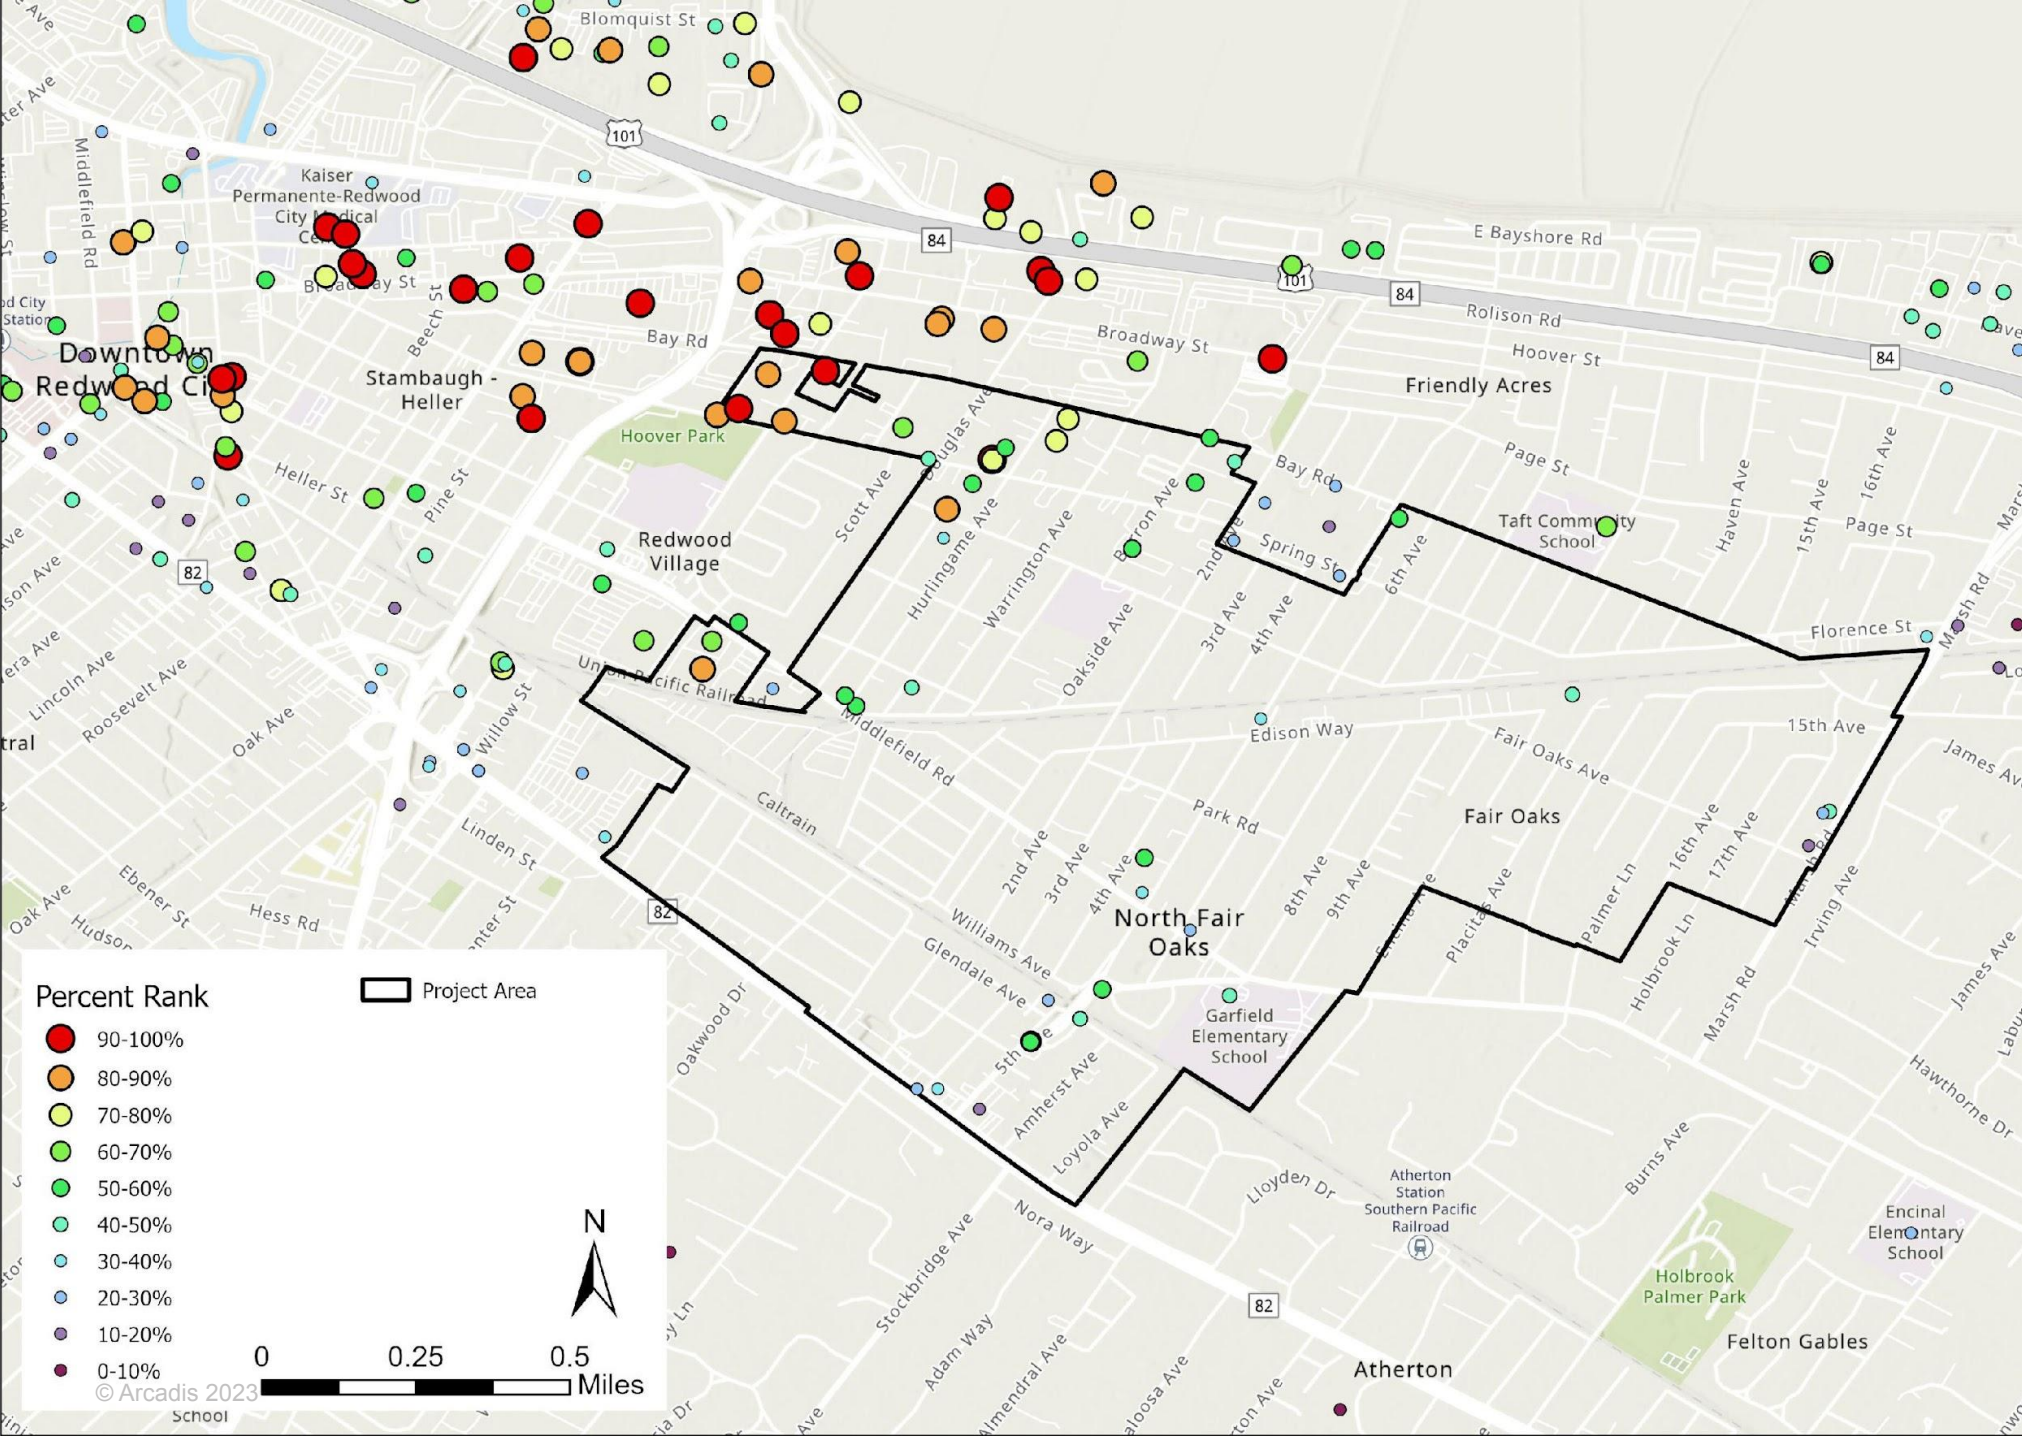 Blomquist St
101
Middlefield Rd
Kaiser
Permanente-Redwood
City Medical
84
E Bayshore Rd
101
84
Broadway St
Beech St
Rolison Rd
Bay Rd
Broadway St
Hoover St
84
Downtown
Stambaugh -
Heller
Friendly Acres
Hoover Park
Douglas Ave
Heller St
Pine St
Scott Ave
Bay Rd
Page St
Haven Ave
15th Ave
16th Ave
Page St
Taft Community
School
Redwood
Village
Hurlingame Ave
Warrington Ave
Barron Ave
2nd Ave
Spring St
6th Ave
82
3rd Ave
4th Ave
Oakside Ave
Florence St
Marsh Rd
Union Pacific Railroad
Lincoln Ave
Roosevelt Ave
Oak Ave
Willow St
Middlefield Rd
Edison Way
Fair Oaks Ave
15th Ave
James Ave
Caltrain
Park Rd
Fair Oaks
Linden St
16th Ave
17th Ave
Ebener St
Oak Ave
Hess Rd
Hudson
82
2nd Ave
3rd Ave
4th Ave
8th Ave
9th Ave
Encina Ave
Placitas Ave
Palmer Ln
Holbrook Ln
Marsh Rd
Irving Ave
North Fair
Oaks
Williams Ave
Glendale Ave
James Ave
Marsh Rd
Oakwood Dr
5th Ave
Garfield
Elementary
School
Amherst Ave
Loyola Ave
Hawthorne Dr
Burns Ave
Lloyden Dr
Atherton
Station
Southern Pacific
Railroad
Nora Way
Stockbridge Ave
Encinal
Elementary
School
Holbrook
Palmer Park
82
Adam Way
Almendral Ave
Felton Gables
Atherton
Percent Rank
Project Area
90-100%
80-90%
70-80%
60-70%
50-60%
40-50%
30-40%
20-30%
10-20%
0-10%
N
0 0.25 0.5
Miles
© Arcadis 2023
School